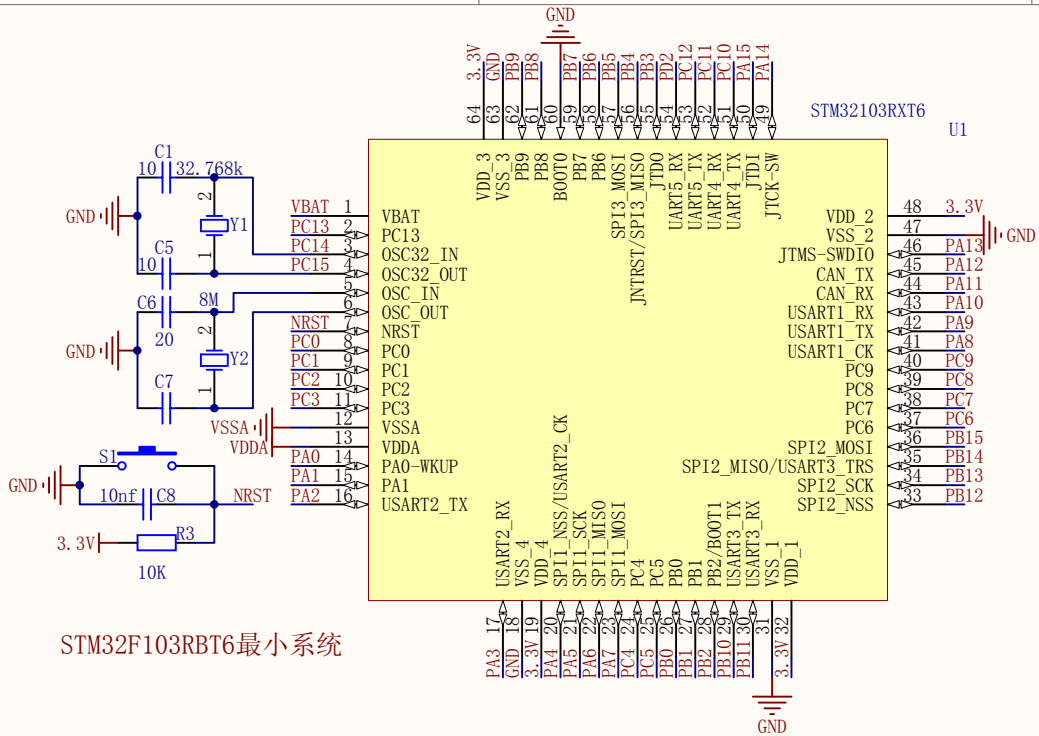 GND
3.3V GND PB9 PB8 PB7 PB6 PB5 PB4 PB3 PD2 PC12 PC11 PC10 PA15 PA14
64 63 62 61 60 59 58 57 56 55 54 53 52 51 50 49
STM32103RXT6
U1
VDD_3 VSS_3 PB9 PB8 BOOT0 PB7 PB6 SPI3_MOSI JNTRST/SPI3_MISO JTDO UART5_RX UART5_TX UART4_RX UART4_TX JTDI JTCK-SW
C1
10
32.768k
2
Y1
1
GND
C5
10
C6
20
8M
2
Y2
1
GND
C7
S1
GND
10nf
C8
NRST
3.3V
R3
10K
VBAT 1 VBAT
PC13 2 PC13
PC14 3 OSC32_IN
PC15 4 OSC32_OUT
5 OSC_IN
6 OSC_OUT
NRST 7 NRST
PC0 8 PC0
PC1 9 PC1
PC2 10 PC2
PC3 11 PC3
VSSA 12 VSSA
VDDA 13 VDDA
PA0 14 PA0-WKUP
PA1 15 PA1
PA2 16 USART2_TX
VDD_2 48 3.3V
VSS_2 47 GND
JTMS-SWDIO 46 PA13
CAN_TX 45 PA12
CAN_RX 44 PA11
USART1_RX 43 PA10
USART1_TX 42 PA9
USART1_CK 41 PA8
PC9 40 PC9
PC8 39 PC8
PC7 38 PC7
PC6 37 PC6
SPI2_MOSI 36 PB15
SPI2_MISO/USART3_TRS 35 PB14
SPI2_SCK 34 PB13
SPI2_NSS 33 PB12
USART2_RX VSS_4 VDD_4 SPI1_NSS/USART2_CK SPI1_SCK SPI1_MISO SPI1_MOSI PC4 PC5 PB0 PB1 PB2/BOOT1 USART3_TX USART3_RX VSS_1 VDD_1
17 18 19 20 21 22 23 24 25 26 27 28 29 30 31 32
PA3 GND 3.3V PA4 PA5 PA6 PA7 PC4 PC5 PB0 PB1 PB2 PB10 PB11 3.3V
GND
STM32F103RBT6最小系统